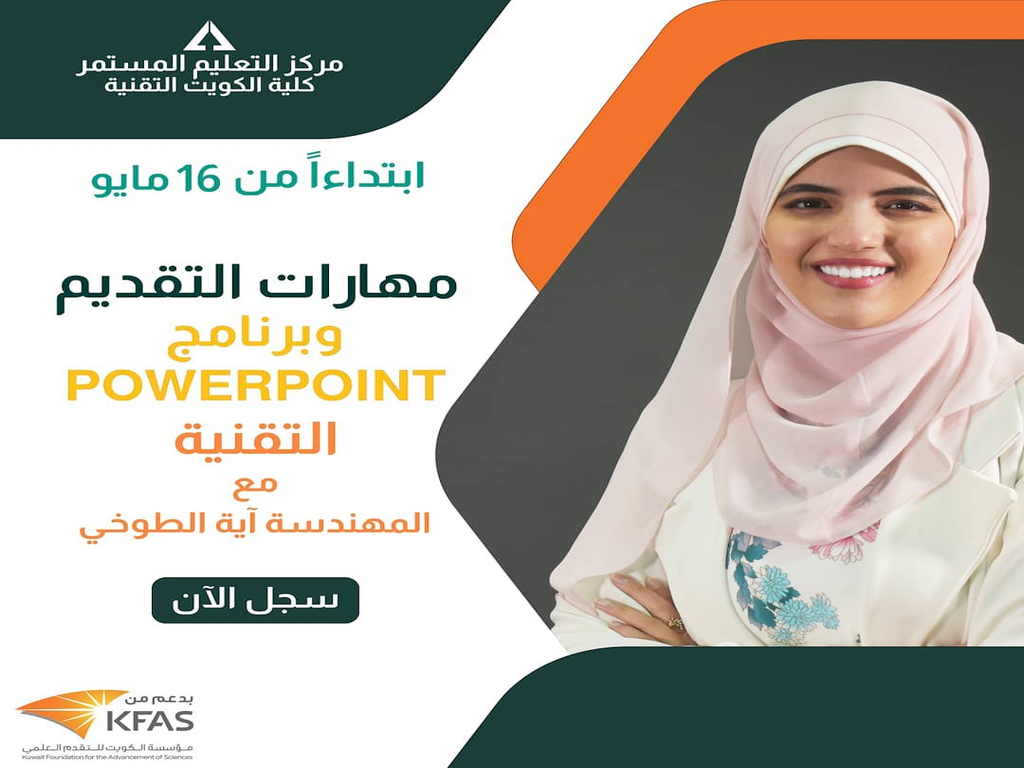 مركز التعليم المستمر
كلية الكويت التقنية
ابتداءاً من 16 مايو
مهارات التقديم
وبرنامج
POWERPOINT
التقنية
مع
المهندسة آية الطوخي
سجل الآن
بدعم من
KFAS
مؤسسة الكويت للتقدم العلمي
Kuwait Foundation for the Advancement of Sciences